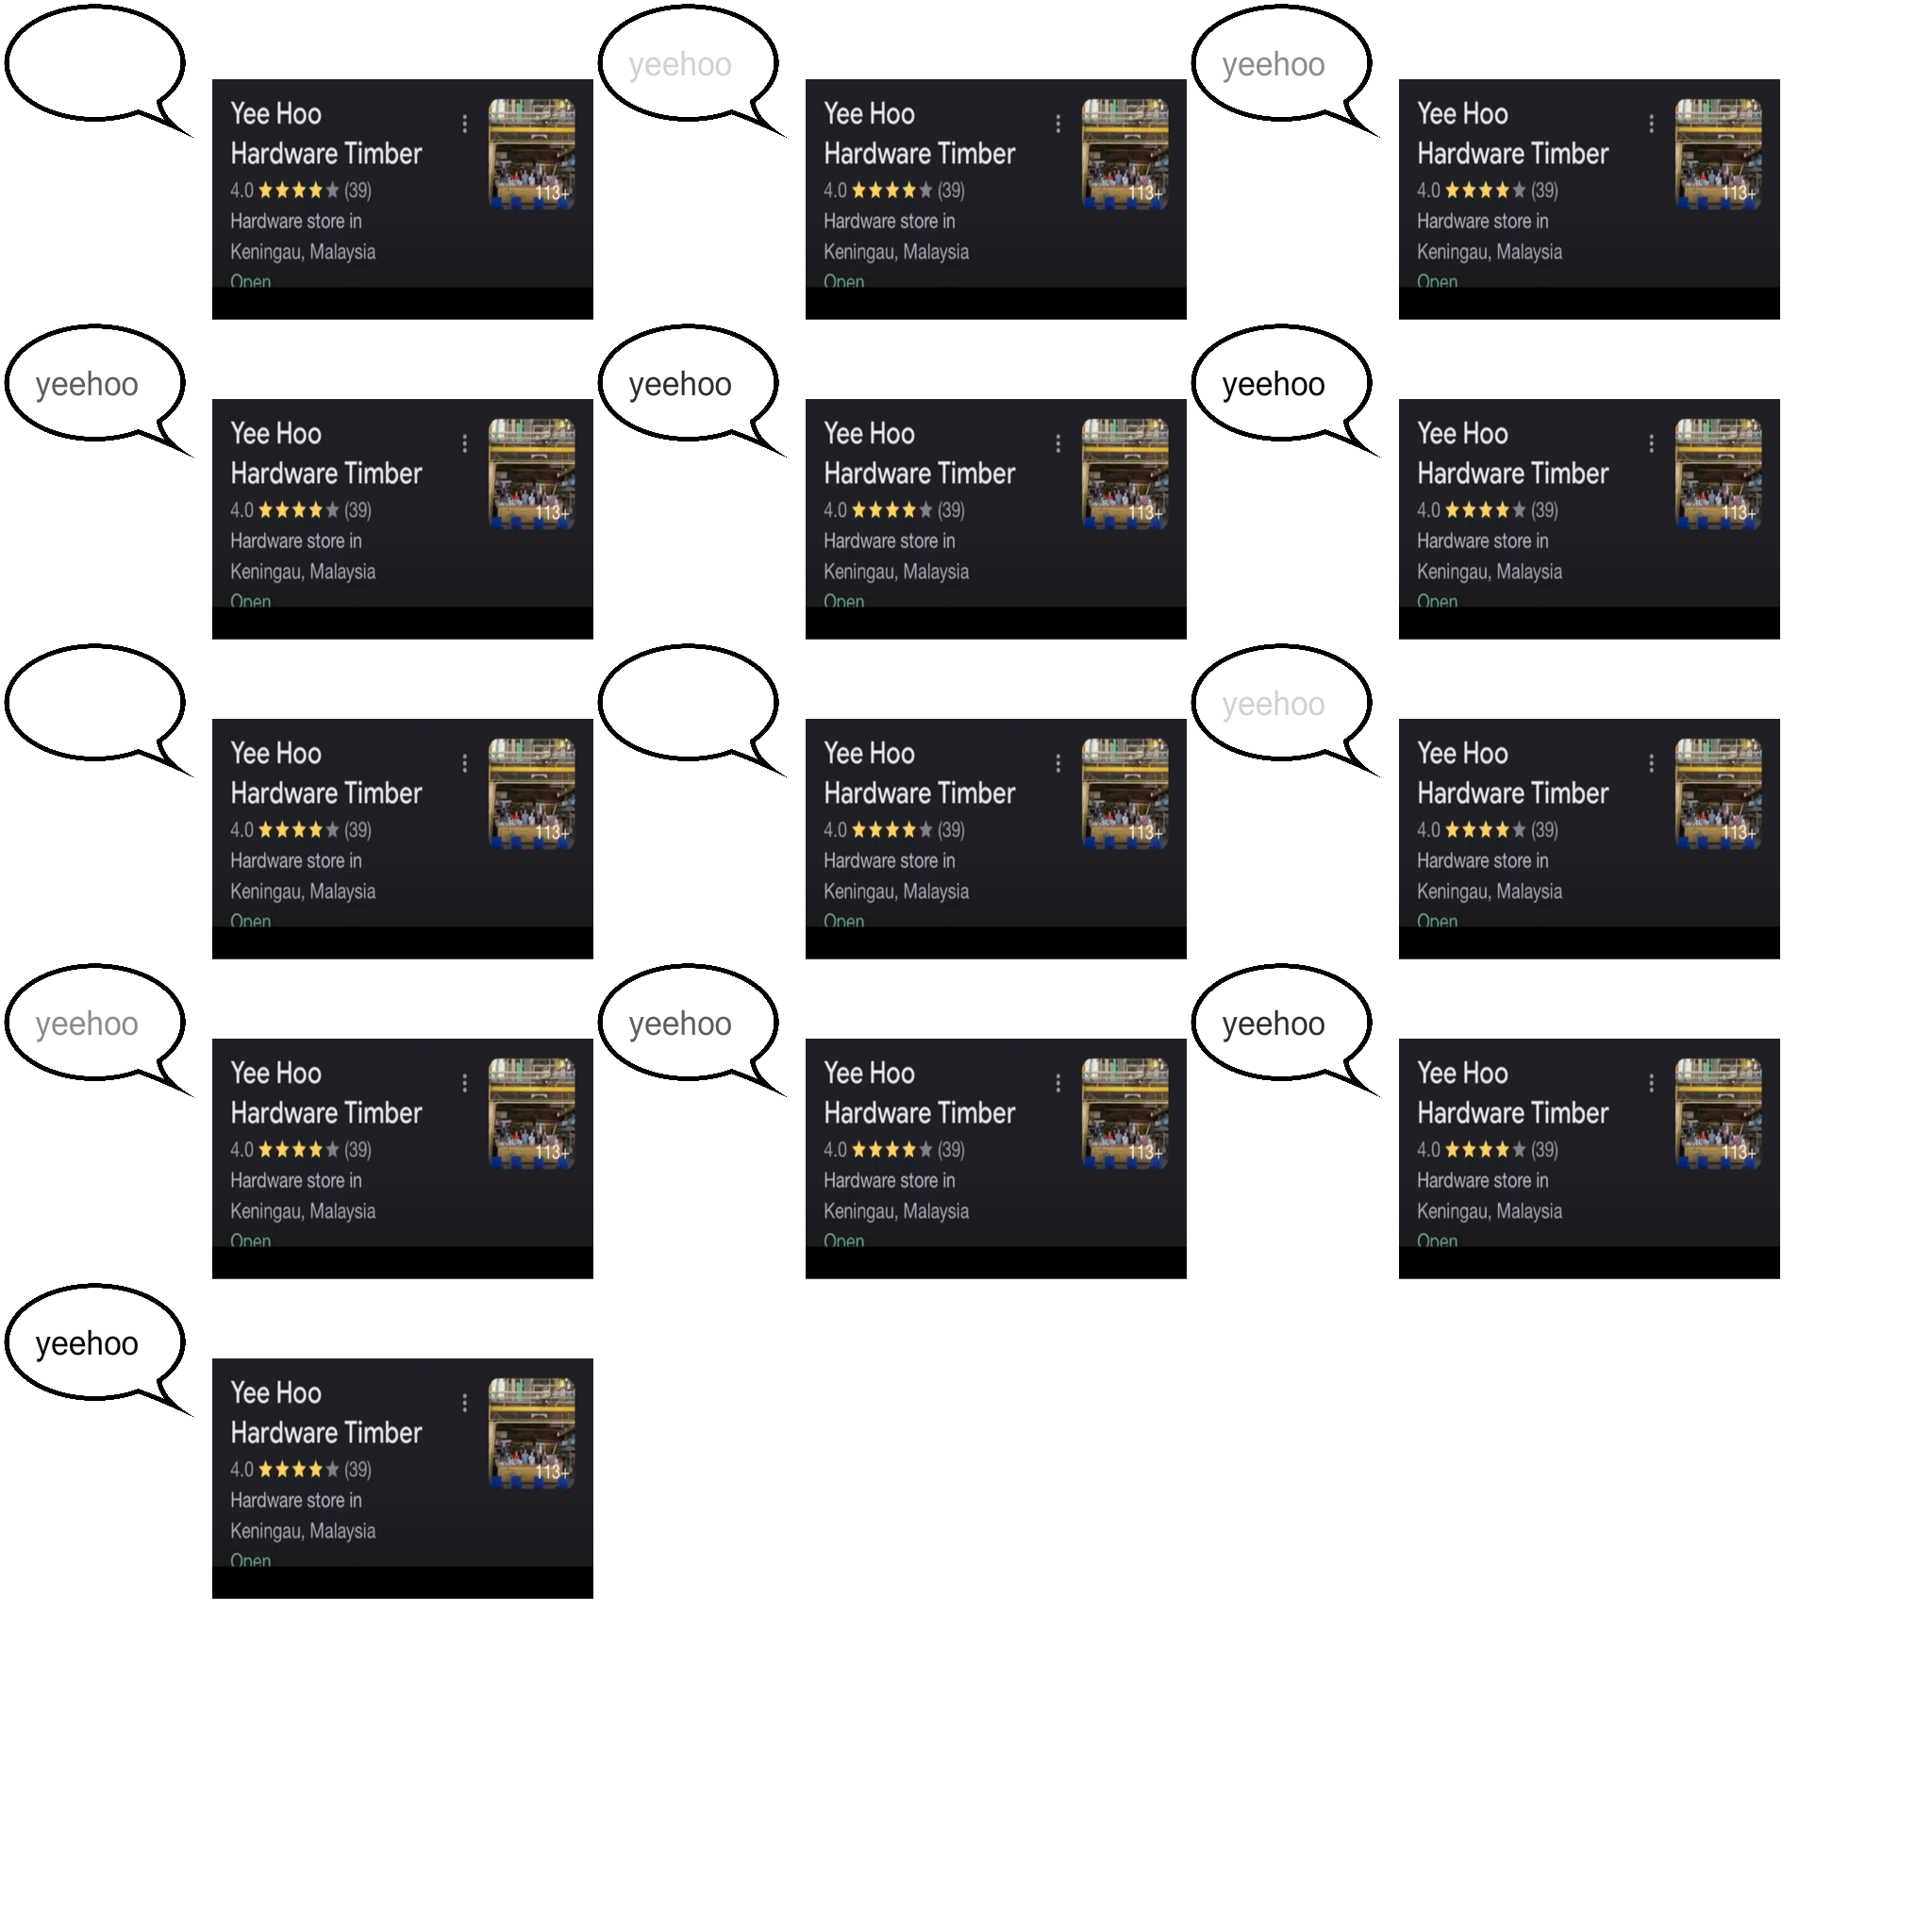 Yee Hoo
Hardware Timber
4.0 (39)
113+
Hardware store in
Keningau, Malaysia
Open
yeehoo
Yee Hoo
Hardware Timber
4.0 (39)
113+
Hardware store in
Keningau, Malaysia
Open
yeehoo
Yee Hoo
Hardware Timber
4.0 (39)
113+
Hardware store in
Keningau, Malaysia
Open
yeehoo
Yee Hoo
Hardware Timber
4.0 (39)
113+
Hardware store in
Keningau, Malaysia
Open
yeehoo
Yee Hoo
Hardware Timber
4.0 (39)
113+
Hardware store in
Keningau, Malaysia
Open
yeehoo
Yee Hoo
Hardware Timber
4.0 (39)
113+
Hardware store in
Keningau, Malaysia
Open
Yee Hoo
Hardware Timber
4.0 (39)
113+
Hardware store in
Keningau, Malaysia
Open
Yee Hoo
Hardware Timber
4.0 (39)
113+
Hardware store in
Keningau, Malaysia
Open
yeehoo
Yee Hoo
Hardware Timber
4.0 (39)
113+
Hardware store in
Keningau, Malaysia
Open
yeehoo
Yee Hoo
Hardware Timber
4.0 (39)
113+
Hardware store in
Keningau, Malaysia
Open
yeehoo
Yee Hoo
Hardware Timber
4.0 (39)
113+
Hardware store in
Keningau, Malaysia
Open
yeehoo
Yee Hoo
Hardware Timber
4.0 (39)
113+
Hardware store in
Keningau, Malaysia
Open
yeehoo
Yee Hoo
Hardware Timber
4.0 (39)
113+
Hardware store in
Keningau, Malaysia
Open